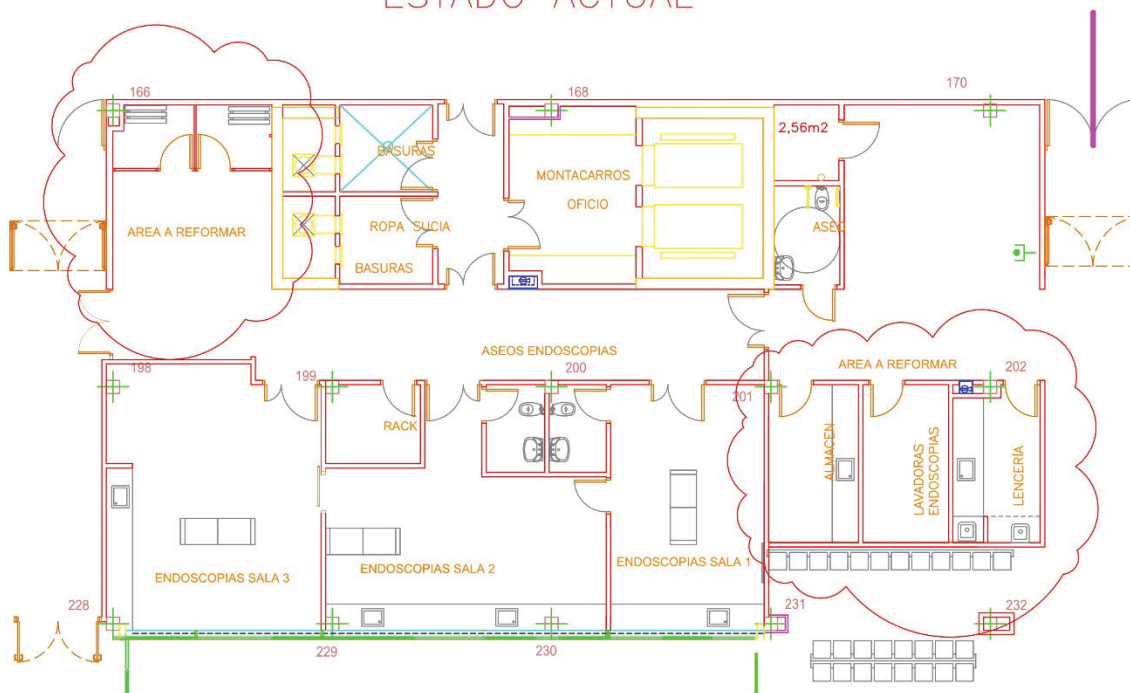 ESTADO ACTUAL
166
168
170
2,56m2
BASURAS
MONTACARROS
OFICIO
AREA A REFORMAR
ROPA SUCIA
ASEO
BASURAS
ASEOS ENDOSCOPIAS
AREA A REFORMAR
198
199
200
201
202
RACK
ALMACEN
LAVADORAS
ENDOSCOPIAS
LENCERÍA
ENDOSCOPIAS SALA 3
ENDOSCOPIAS SALA 2
ENDOSCOPIAS SALA 1
228
229
230
231
232